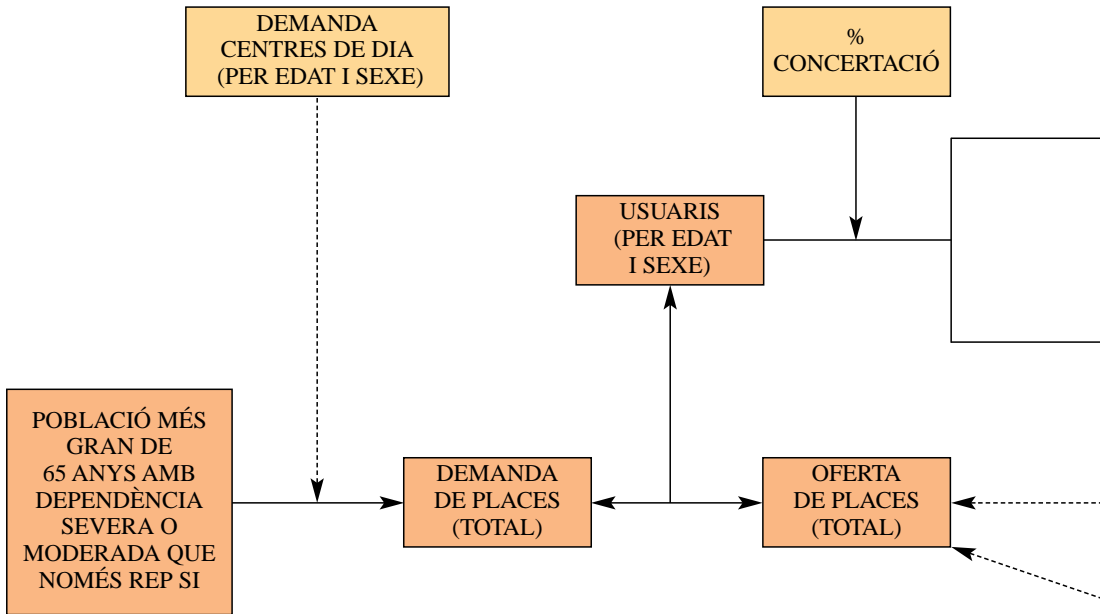 DEMANDA
CENTRES DE DIA
(PER EDAT I SEXE)
%
CONCERTACIÓ
USUARIS
(PER EDAT
I SEXE)
POBLACIÓ MÉS
GRAN DE
65 ANYS AMB
DEPENDÈNCIA
SEVERA O
MODERADA QUE
NOMÉS REP SI
DEMANDA
DE PLACES
(TOTAL)
OFERTA
DE PLACES
(TOTAL)